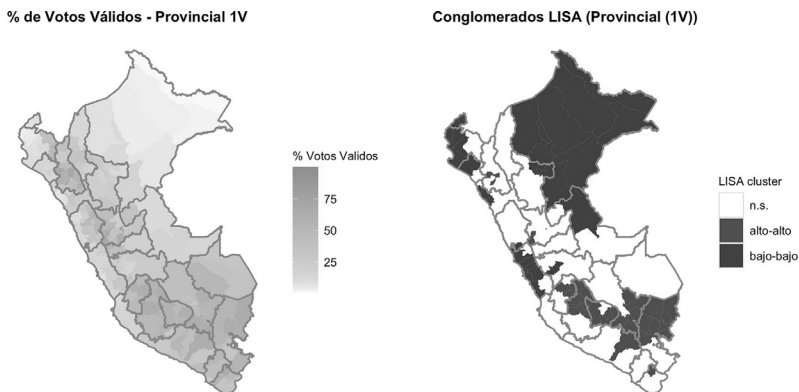 % de Votos Válidos - Provincial 1V
Conglomerados LISA (Provincial (1V))
% Votos Validos
75
50
25
LISA cluster
n.s.
alto-alto
bajo-bajo